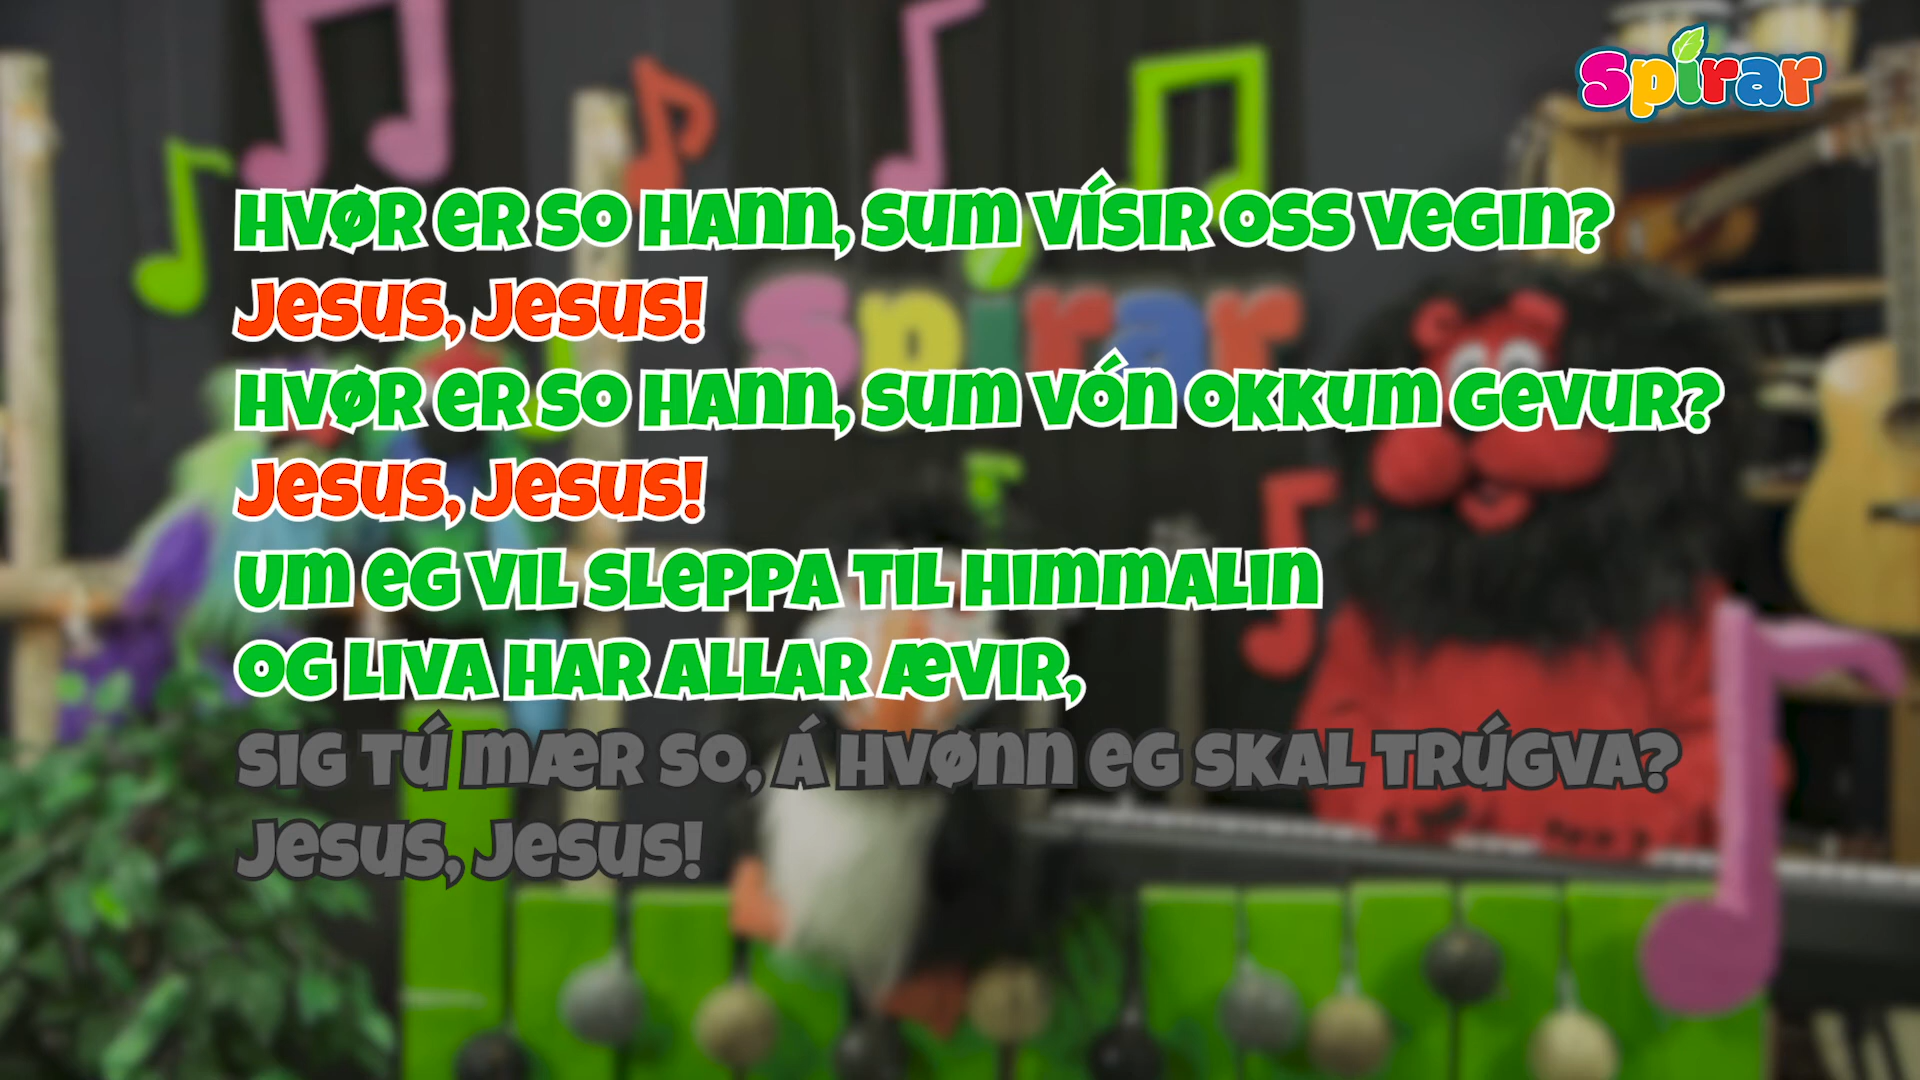 Spírar
Hvør er so hann, sum vísir oss vegin?
Jesus, Jesus!
Spírar
Hvør er so hann, sum vón okkum gevur?
Jesus, Jesus!
Um eg vil sleppa til himmalin
og liva har allar ævir,
sig tú mær so, á hvønn eg skal trúgva?
Jesus, Jesus!